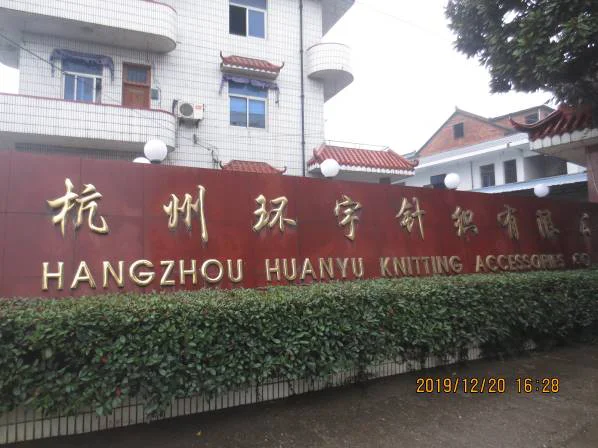 杭州环宇针织有限
HANGZHOU HUANYU KNITTING ACCESSORIES CO
2019/12/20 16:28